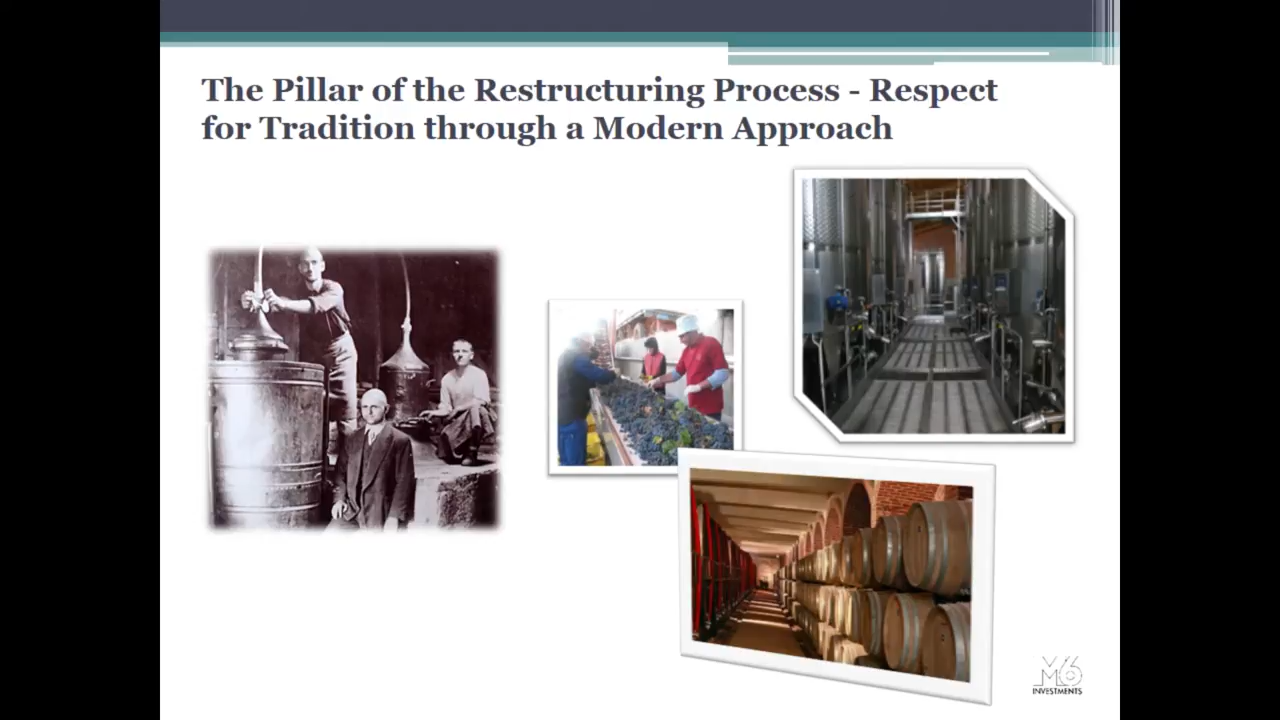 The Pillar of the Restructuring Process - Respect
for Tradition through a Modern Approach
M6
INVESTMENTS